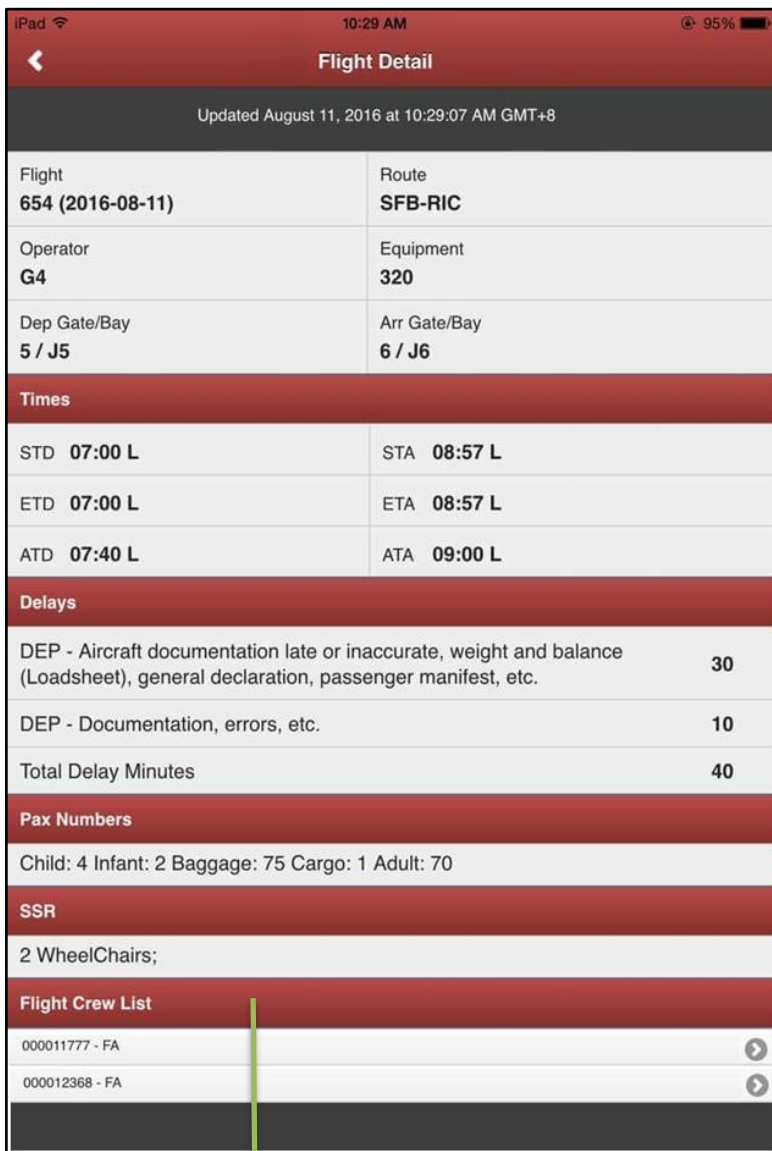 iPad 10:29 AM 95%
Flight Detail
Updated August 11, 2016 at 10:29:07 AM GMT+8
Flight Route
654 (2016-08-11) SFB-RIC
Operator Equipment
G4 320
Dep Gate/Bay Arr Gate/Bay
5 / J5 6 / J6
Times
STD 07:00 L STA 08:57 L
ETD 07:00 L ETA 08:57 L
ATD 07:40 L ATA 09:00 L
Delays
DEP - Aircraft documentation late or inaccurate, weight and balance
(Loadsheet), general declaration, passenger manifest, etc. 30
DEP - Documentation, errors, etc. 10
Total Delay Minutes 40
Pax Numbers
Child: 4 Infant: 2 Baggage: 75 Cargo: 1 Adult: 70
SSR
2 WheelChairs;
Flight Crew List
000011777 - FA
000012368 - FA